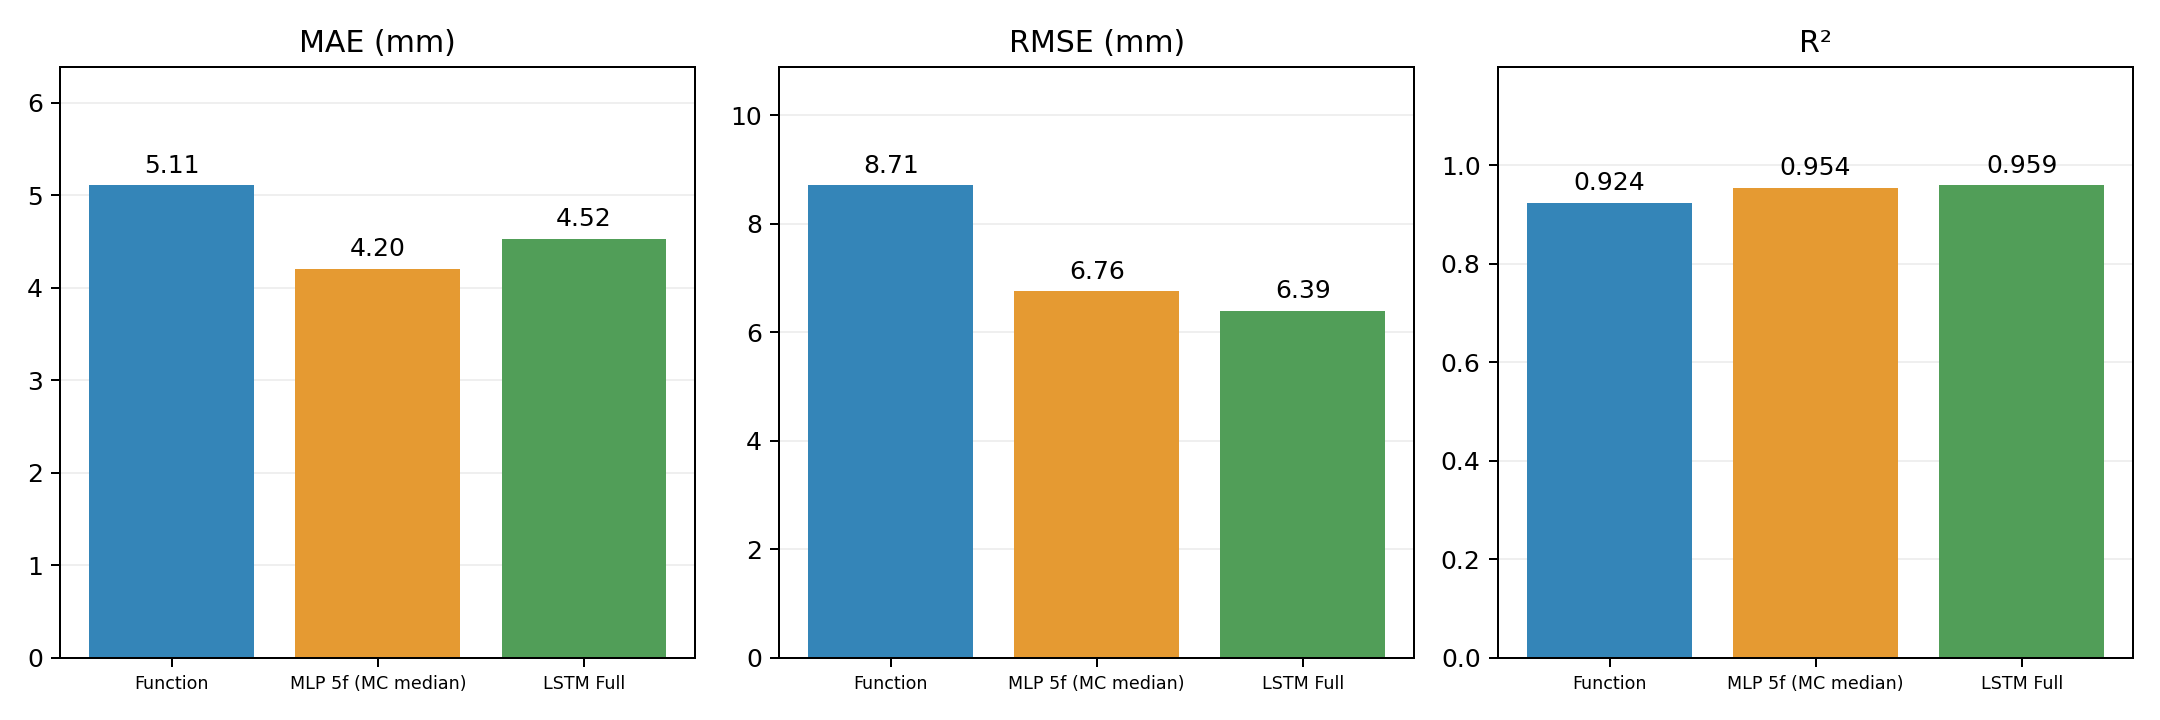 MAE (mm)
6
5
4
3
2
1
0
5.11
4.20
4.52
Function
MLP 5f (MC median)
LSTM Full
RMSE (mm)
10
8
6
4
2
0
8.71
6.76
6.39
Function
MLP 5f (MC median)
LSTM Full
R²
1.0
0.8
0.6
0.4
0.2
0.0
0.924
0.954
0.959
Function
MLP 5f (MC median)
LSTM Full